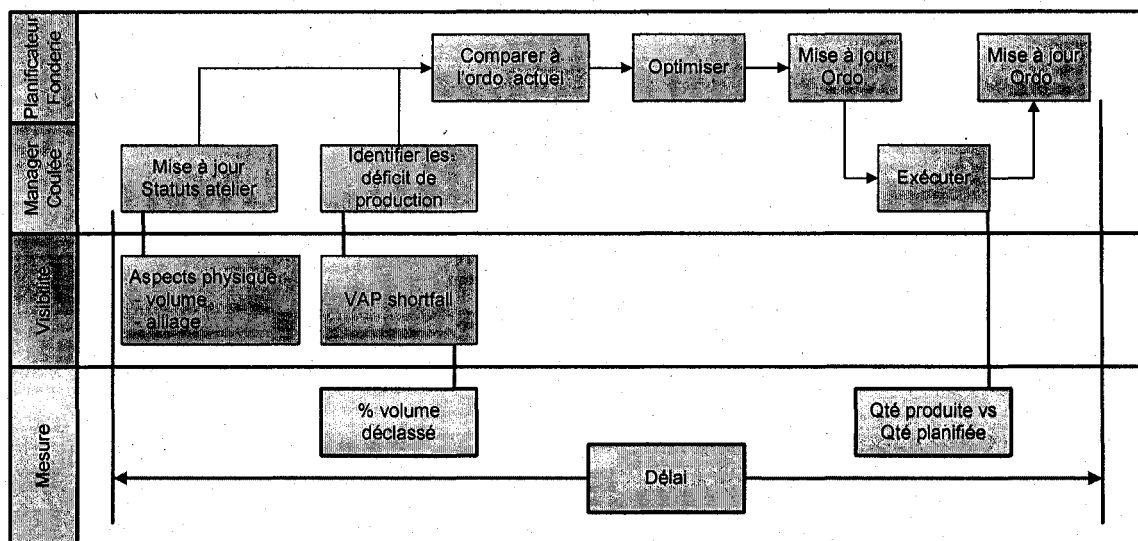 Planificateur
Fonderie
Comparer à
l'ordo. actuel
Optimiser
Mise à jour
Ordo.
Mise à jour
Ordo.
Manager
Coulée
Mise à jour
Statuts atelier
Identifier les
déficit de
production
Exécuter
Visibilité
Aspects physique
- volume
- alliage
VAP shortfall
Mesure
% volume
déclassé
Qté produite vs
Qté planifiée
Délai